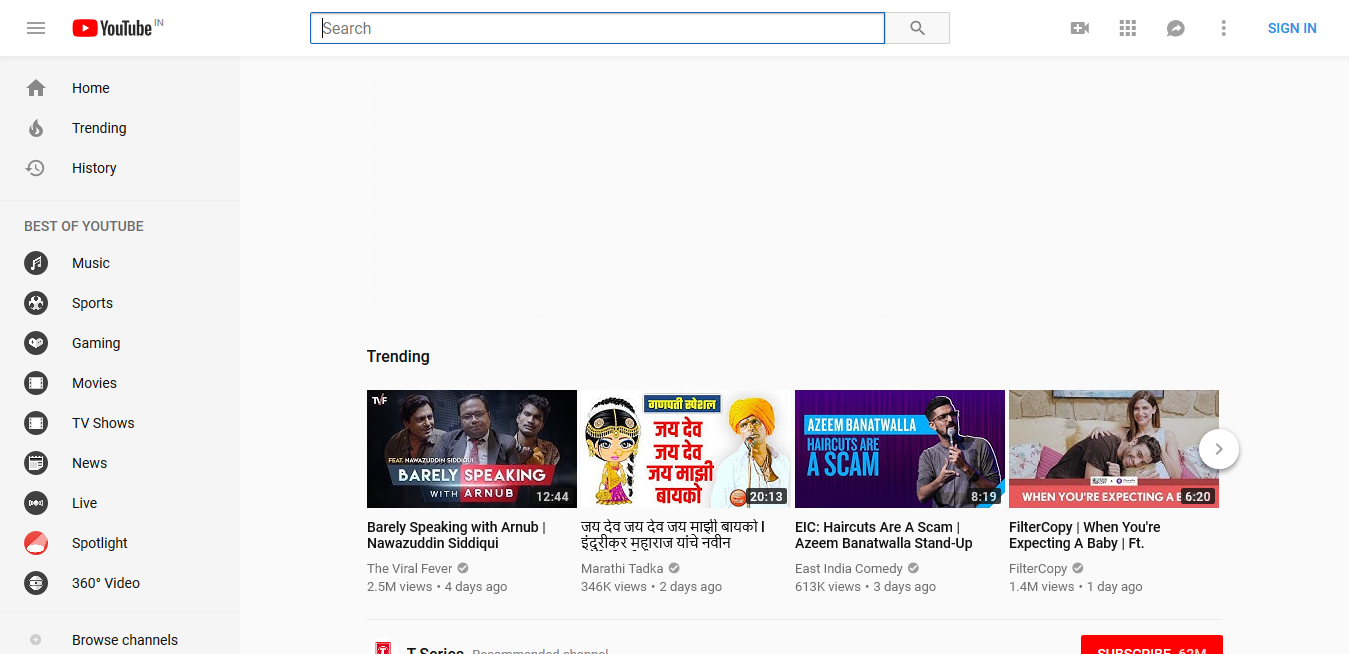 YouTube IN
Search
SIGN IN
Home
Trending
History
BEST OF YOUTUBE
Music
Sports
Gaming
Movies
TV Shows
News
Live
Spotlight
360° Video
Browse channels
Trending
TVF
FEAT. NAWAZUDDIN SIDDIQUI
BARELY SPEAKING
WITH ARNUB
12:44
Barely Speaking with Arnub |
Nawazuddin Siddiqui
The Viral Fever
2.5M views • 4 days ago
गणपती स्पेशल
जय देव
जय देव
जय माझी
बायको
20:13
जय देव जय देव जय माझी बायको l
इंदुरीकर महाराज यांचे नवीन
Marathi Tadka
346K views • 2 days ago
AZEEM BANATWALLA
HAIRCUTS ARE
A SCAM
8:19
EIC: Haircuts Are A Scam |
Azeem Banatwalla Stand-Up
East India Comedy
613K views • 3 days ago
WHEN YOU'RE EXPECTING A
6:20
FilterCopy | When You're
Expecting A Baby | Ft.
FilterCopy
1.4M views • 1 day ago
T-Series Recommended channel
SUBSCRIBE 62M